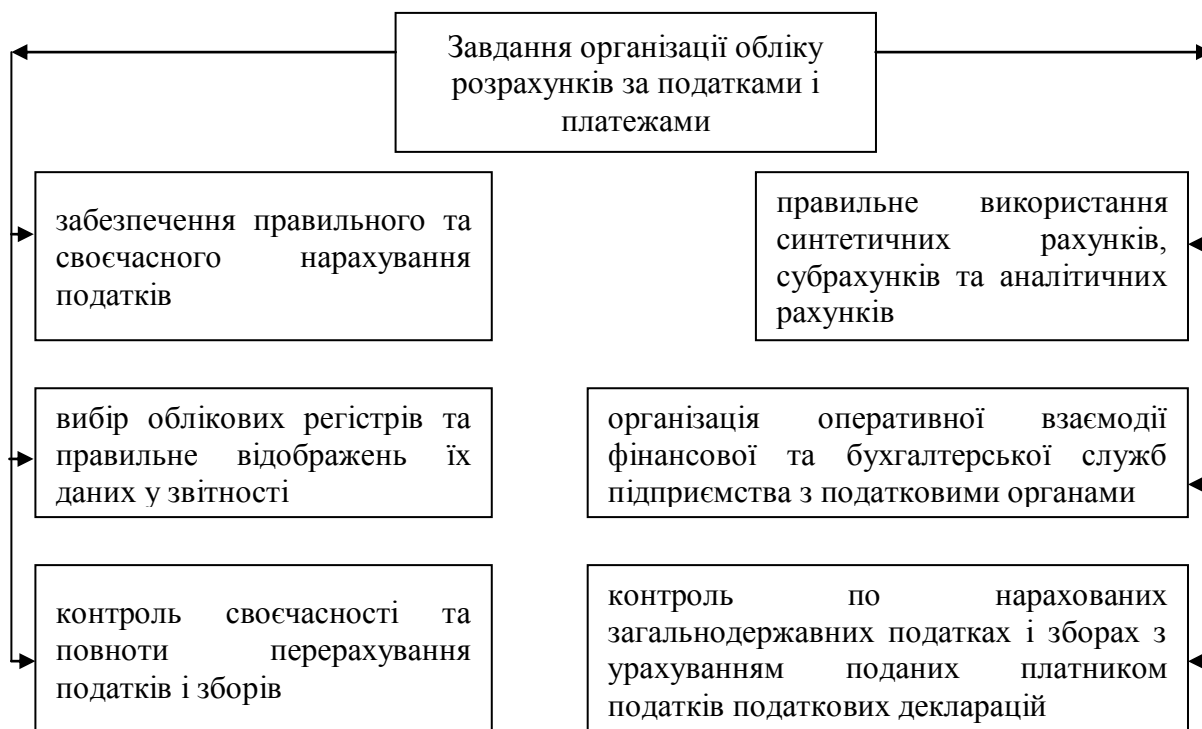 Завдання організації обліку
розрахунків за податками і
платежами
забезпечення правильного та
своєчасного нарахування
податків
правильне використання
синтетичних рахунків,
субрахунків та аналітичних
рахунків
вибір облікових регістрів та
правильне відображень їх
даних у звітності
організація оперативної взаємодії
фінансової та бухгалтерської служб
підприємства з податковими органами
контроль своєчасності та
повноти перерахування
податків і зборів
контроль по нарахованих
загальнодержавних податках і зборах з
урахуванням поданих платником
податків податкових декларацій